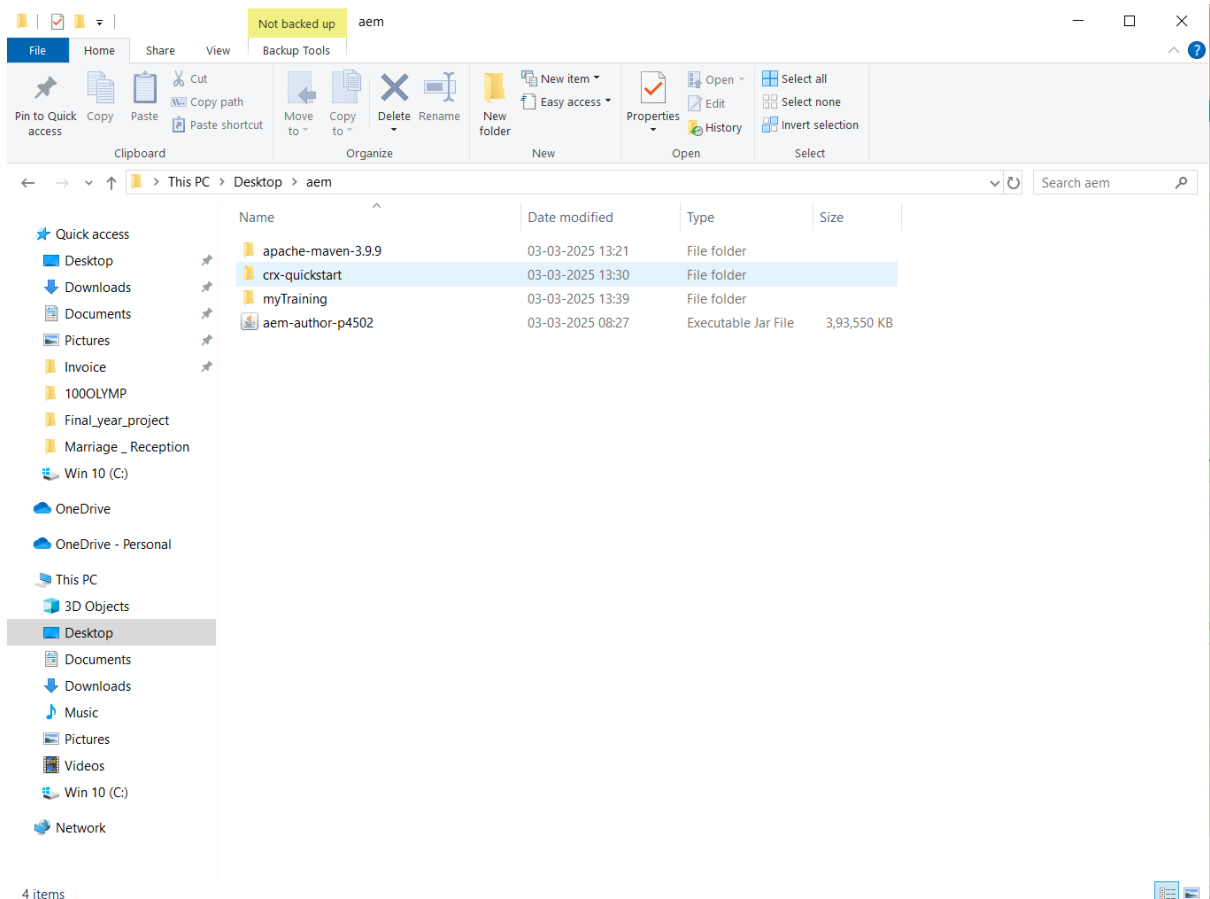 Not backed up aem
File Home Share View Backup Tools
Pin to Quick access Copy Paste Cut
Copy path
Paste shortcut
Move to Copy to Delete Rename New folder New item
Easy access
Properties Open
Edit
History
Select all
Select none
Invert selection
Clipboard Organize New Open Select
This PC > Desktop > aem Search aem
Name Date modified Type Size
apache-maven-3.9.9 03-03-2025 13:21 File folder
crx-quickstart 03-03-2025 13:30 File folder
myTraining 03-03-2025 13:39 File folder
aem-author-p4502 03-03-2025 08:27 Executable Jar File 3,93,550 KB
Quick access
Desktop
Downloads
Documents
Pictures
Invoice
100OLYMP
Final_year_project
Marriage _ Reception
Win 10 (C:)
OneDrive
OneDrive - Personal
This PC
3D Objects
Desktop
Documents
Downloads
Music
Pictures
Videos
Win 10 (C:)
Network
4 items